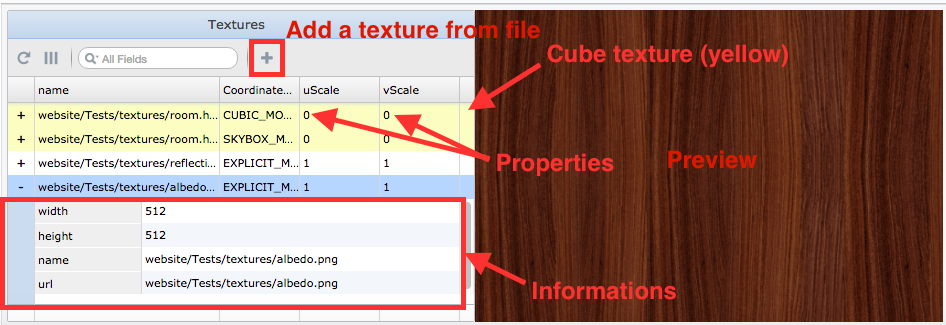 Textures
Add a texture from file
All Fields
Cube texture (yellow)
name Coordinate... uScale vScale
+ website/Tests/textures/room.h... CUBIC_MO... 0 0
+ website/Tests/textures/room.h... SKYBOX_M... 0 0
+ website/Tests/textures/reflecti... EXPLICIT_M... 1 1
Properties
Preview
- website/Tests/textures/albedo... EXPLICIT_M... 1 1
width 512
height 512
name website/Tests/textures/albedo.png
url website/Tests/textures/albedo.png
Informations